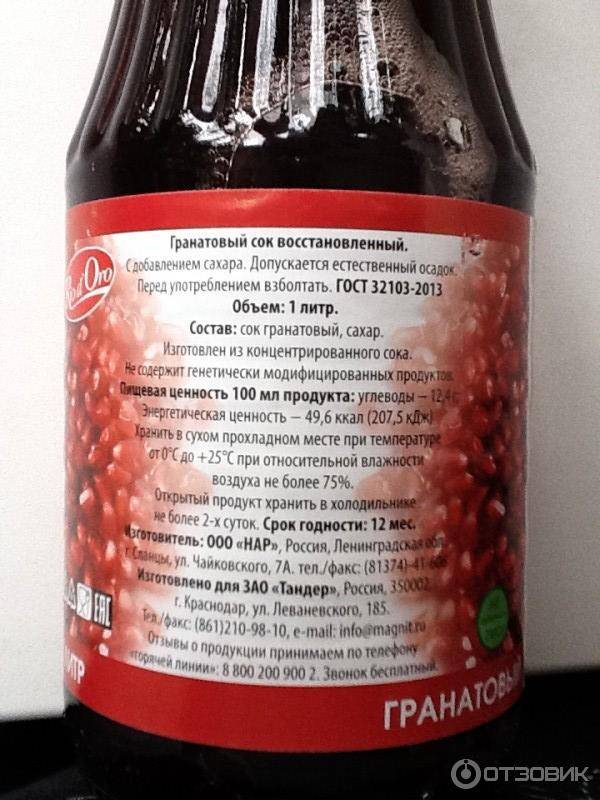 Rio d'Oro
Гранатовый сок восстановленный.
С добавлением сахара. Допускается естественный осадок.
Перед употреблением взболтать. ГОСТ 32103-2013
Объем: 1 литр.
Состав: сок гранатовый, сахар.
Изготовлен из концентрированного сока.
Не содержит генетически модифицированных продуктов.
Пищевая ценность 100 мл продукта: углеводы – 12,4 г.
Энергетическая ценность – 49,6 ккал (207,5 кДж)
Хранить в сухом прохладном месте при температуре
от 0°С до +25°С при относительной влажности
воздуха не более 75%.
Открытый продукт хранить в холодильнике
не более 2-х суток. Срок годности: 12 мес.
Изготовитель: ООО «НАР», Россия, Ленинградская обл.
г. Сланцы, ул. Чайковского, 7А. тел./факс: (81374)-41-606
Изготовлено для ЗАО «Тандер», Россия, 350002,
г. Краснодар, ул. Леваневского, 185.
Тел./факс: (861)210-98-10, e-mail: info@magnit.ru
Отзывы о продукции принимаем по телефону
«горячей линии»: 8 800 200 900 2. Звонок бесплатный.
EAC
ИТР
ГРАНАТОВЫ
ОТЗОВИК